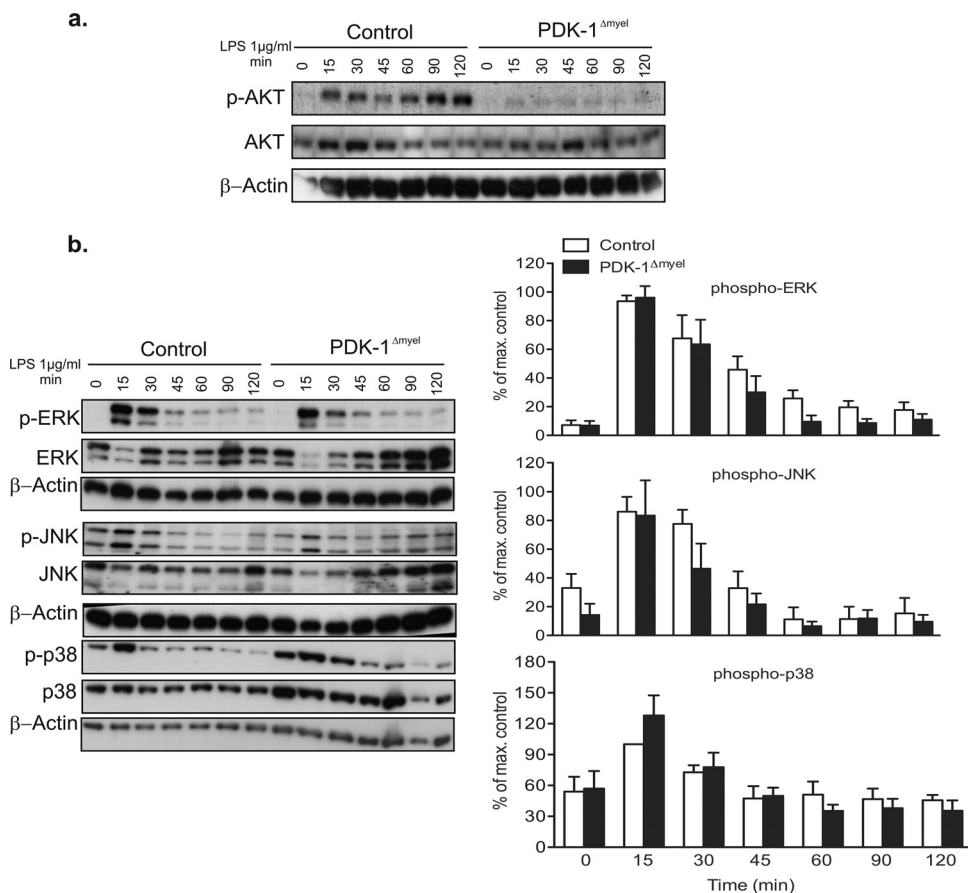 a.
Control PDK-1Δmyel
LPS 1µg/ml
min 0 15 30 45 60 90 120 0 15 30 45 60 90 120
p-AKT
AKT
β–Actin
b.
Control PDK-1Δmyel
LPS 1µg/ml
min 0 15 30 45 60 90 120 0 15 30 45 60 90 120
p-ERK
ERK
β–Actin
p-JNK
JNK
β–Actin
p-p38
p38
β–Actin
Control
PDK-1Δmyel
phospho-ERK
% of max. control
120
100
80
60
40
20
0
phospho-JNK
% of max. control
120
100
80
60
40
20
0
phospho-p38
% of max. control
180
150
120
90
60
30
0
0 15 30 45 60 90 120
Time (min)